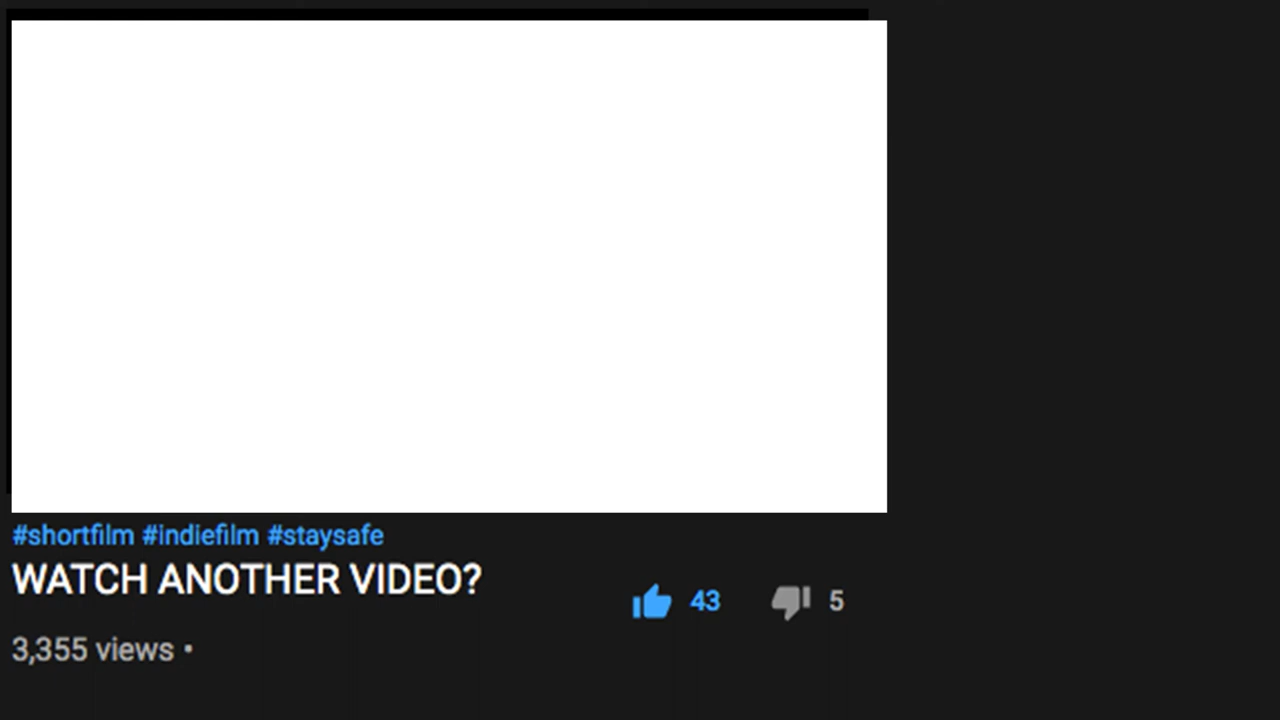 #shortfilm #indiefilm #staysafe
WATCH ANOTHER VIDEO?
43 5
3,355 views •